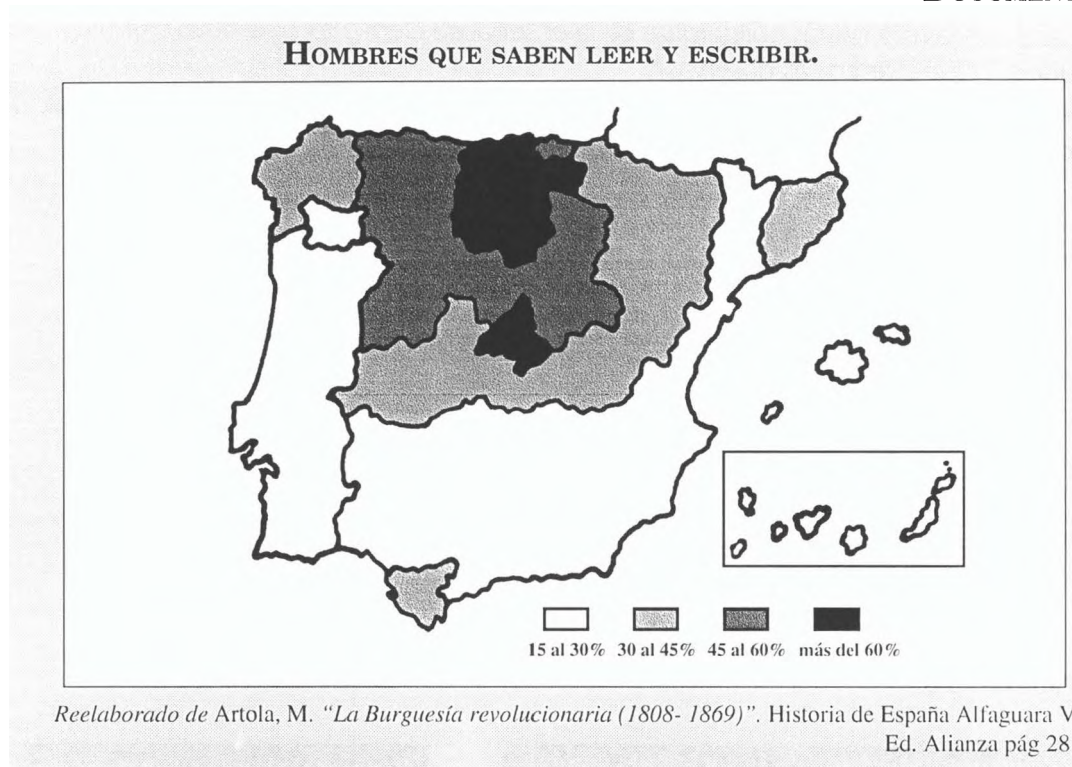 HOMBRES QUE SABEN LEER Y ESCRIBIR.
15 al 30% 30 al 45% 45 al 60% más del 60%
Reelaborado de Artola, M. "La Burguesía revolucionaria (1808- 1869)". Historia de España Alfaguara
Ed. Alianza pág 28